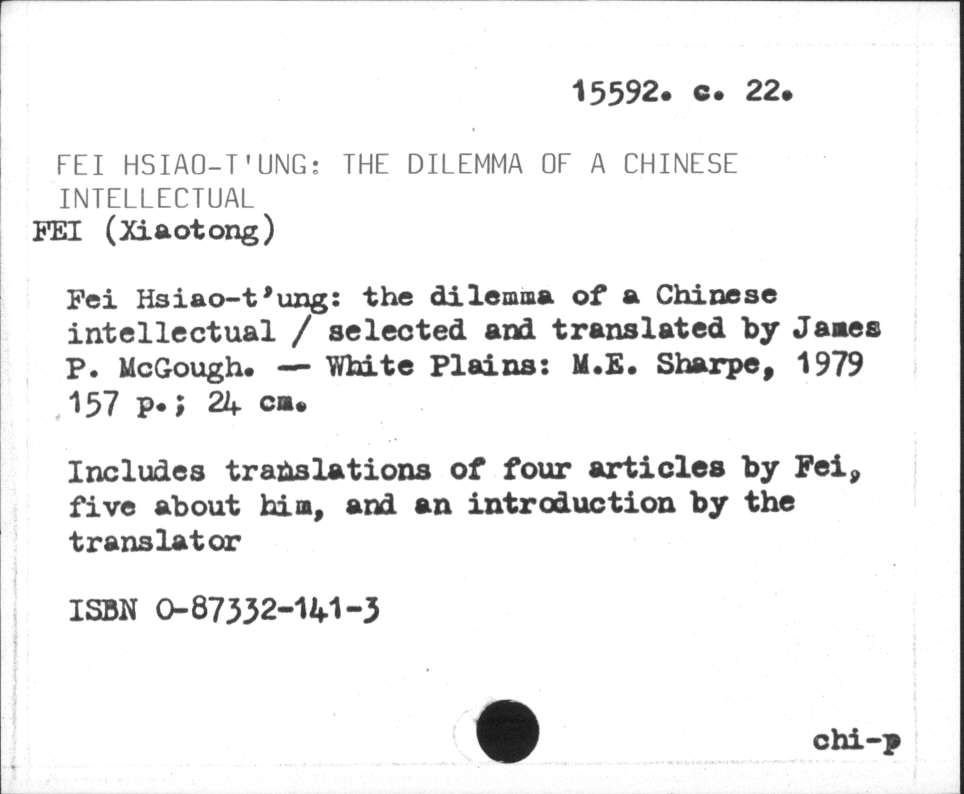 15592. c. 22.
FEI HSIAO-T'UNG: THE DILEMMA OF A CHINESE
INTELLECTUAL
FEI (Xiaotong)
Fei Hsiao-t'ung: the dilemma of a Chinese
intellectual / selected and translated by James
P. McGough. — White Plains: M.E. Sharpe, 1979
157 p.; 24 cm.
Includes translations of four articles by Fei,
five about him, and an introduction by the
translator
ISBN 0-87332-141-3
chi-p